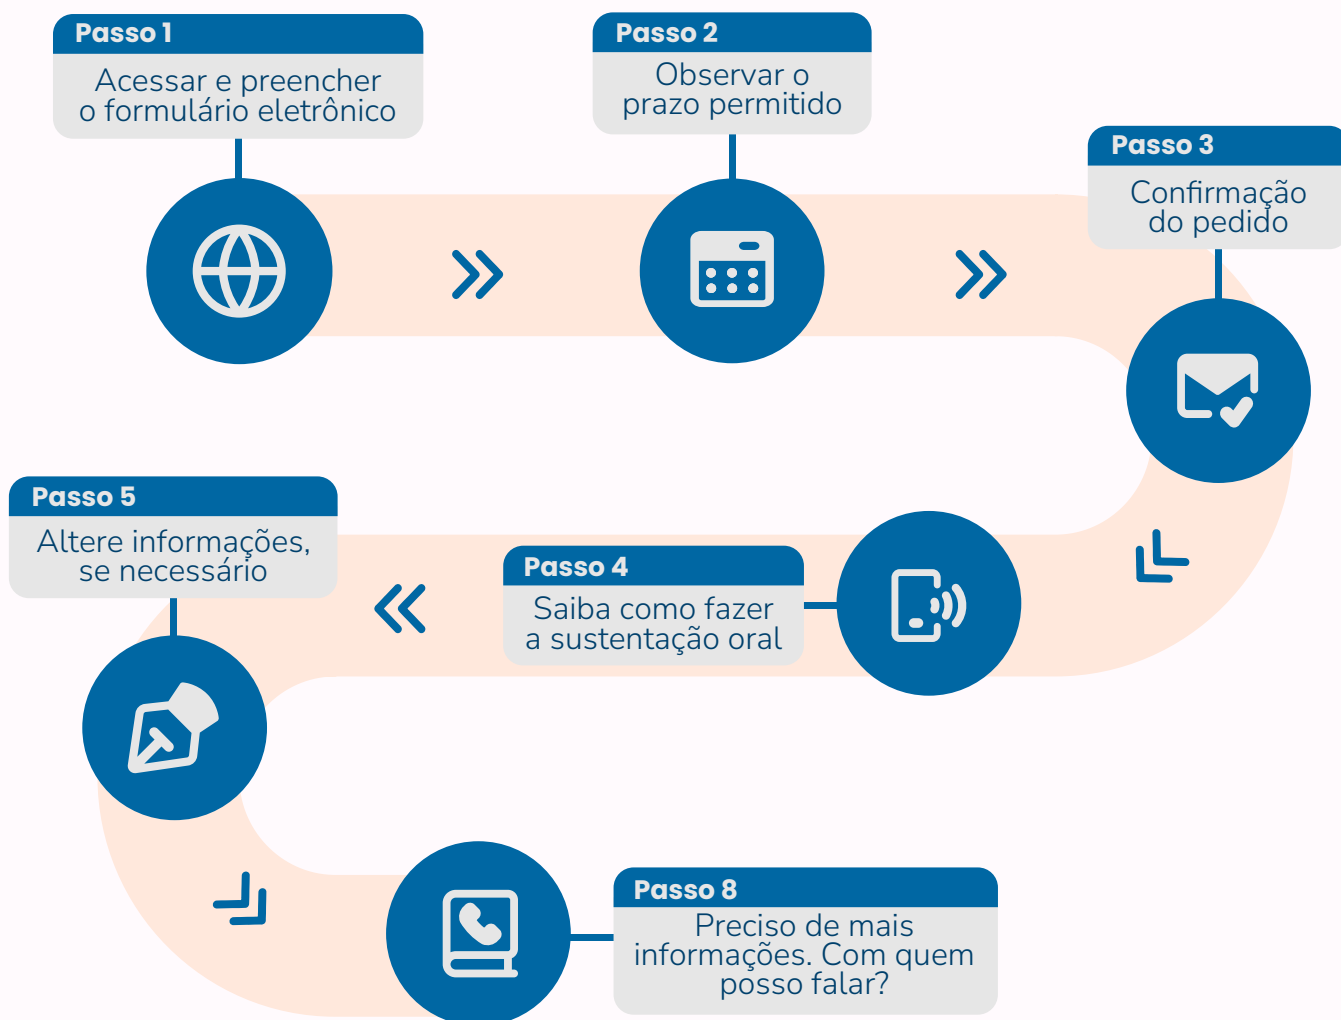 Passo 1
Acessar e preencher
o formulário eletrônico
Passo 2
Observar o
prazo permitido
Passo 3
Confirmação
do pedido
Passo 4
Saiba como fazer
a sustentação oral
Passo 5
Altere informações,
se necessário
Passo 8
Preciso de mais
informações. Com quem
posso falar?